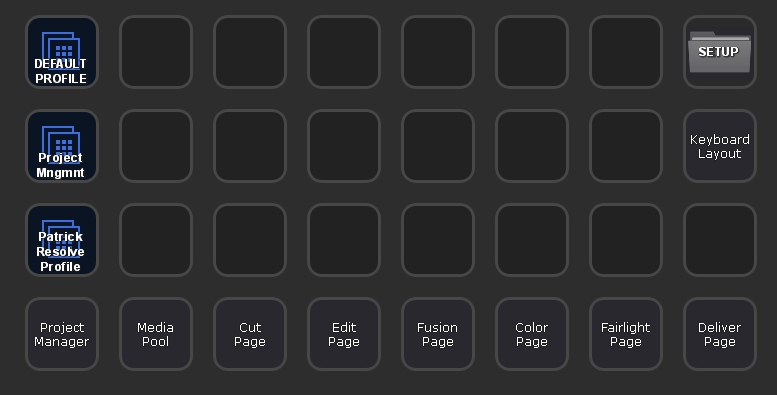 DEFAULT
PROFILE
SETUP
Project
Mngmnt
Keyboard
Layout
Patrick
Resolve
Profile
Project
Manager
Media
Pool
Cut
Page
Edit
Page
Fusion
Page
Color
Page
Fairlight
Page
Deliver
Page